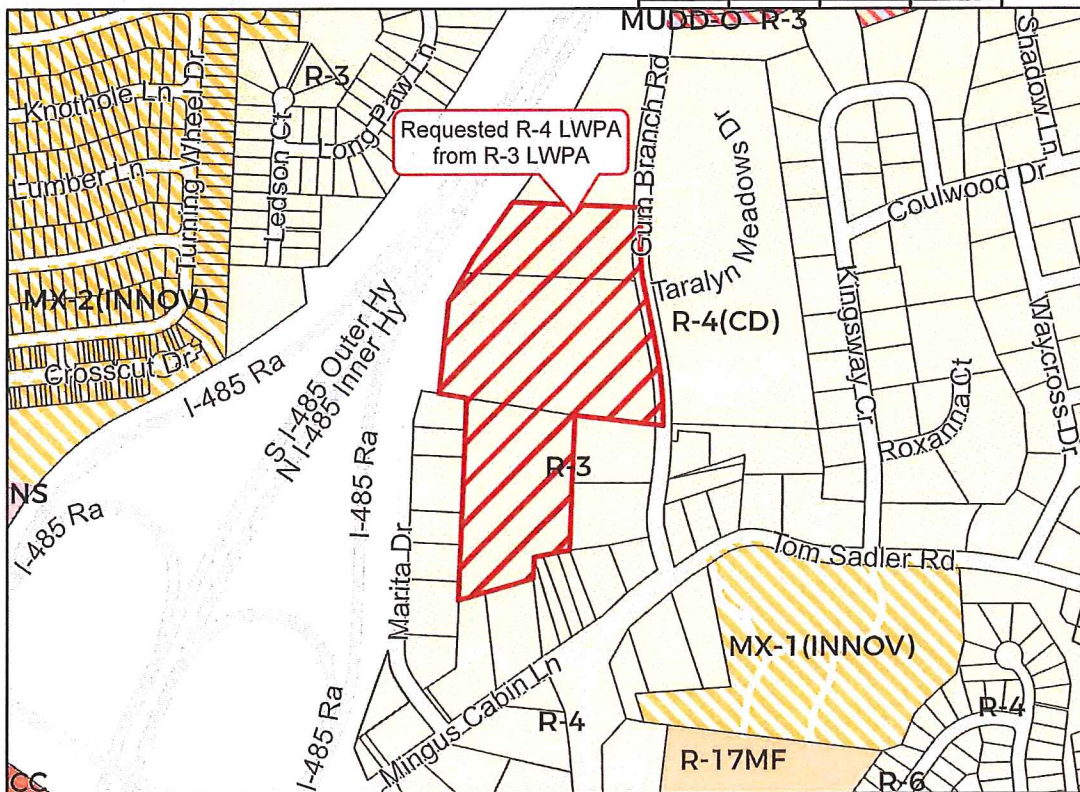 MUDD-O R-3
R-3
Knothole Ln
Lumber Ln
Turning Wheel Dr
Ledson Ct
Long Paw Ln
Requested R-4 LWPA
from R-3 LWPA
Gum Branch Rd
Taralyn Meadows Dr
Shadow Ln
Coulwood Dr
MX-2(INNOV)
Crosscut Dr
I-485 Ra
S I-485 Outer Hy
N I-485 Inner Hy
R-4(CD)
Kingsway Cr
Waycross Dr
Roxanna Ct
NS
I-485 Ra
I-485 Ra
R-3
Marita Dr
Tom Sadler Rd
MX-1(INNOV)
Mingus Cabin Ln
I-485 Ra
R-4
R-4
R-17MF
R-6
CC